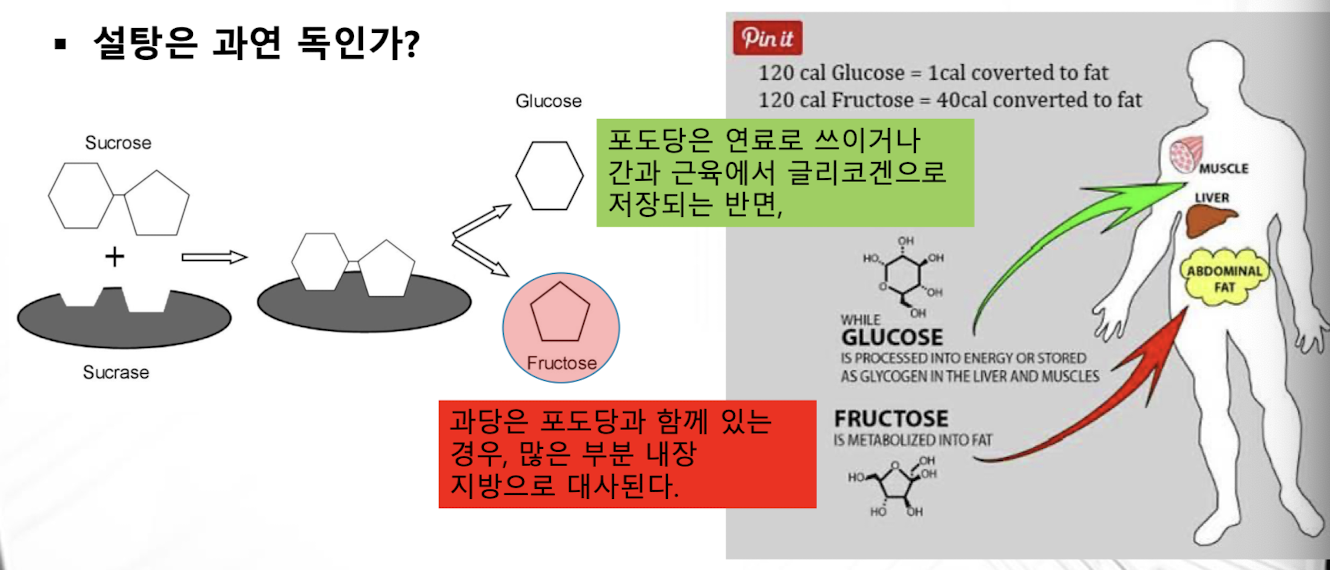 ▪ 설탕은 과연 독인가?
Sucrose
+
Sucrase
Glucose
Fructose
포도당은 연료로 쓰이거나
간과 근육에서 글리코겐으로
저장되는 반면,
과당은 포도당과 함께 있는
경우, 많은 부분 내장
지방으로 대사된다.
Pin it
120 cal Glucose = 1cal coverted to fat
120 cal Fructose = 40cal converted to fat
MUSCLE
LIVER
ABDOMINAL
FAT
OH
HO
OH
O
OH
OH
WHILE
GLUCOSE
IS PROCESSED INTO ENERGY OR STORED
AS GLYCOGEN IN THE LIVER AND MUSCLES
FRUCTOSE
IS METABOLIZED INTO FAT
OH
O
OH
HO
HO
OH